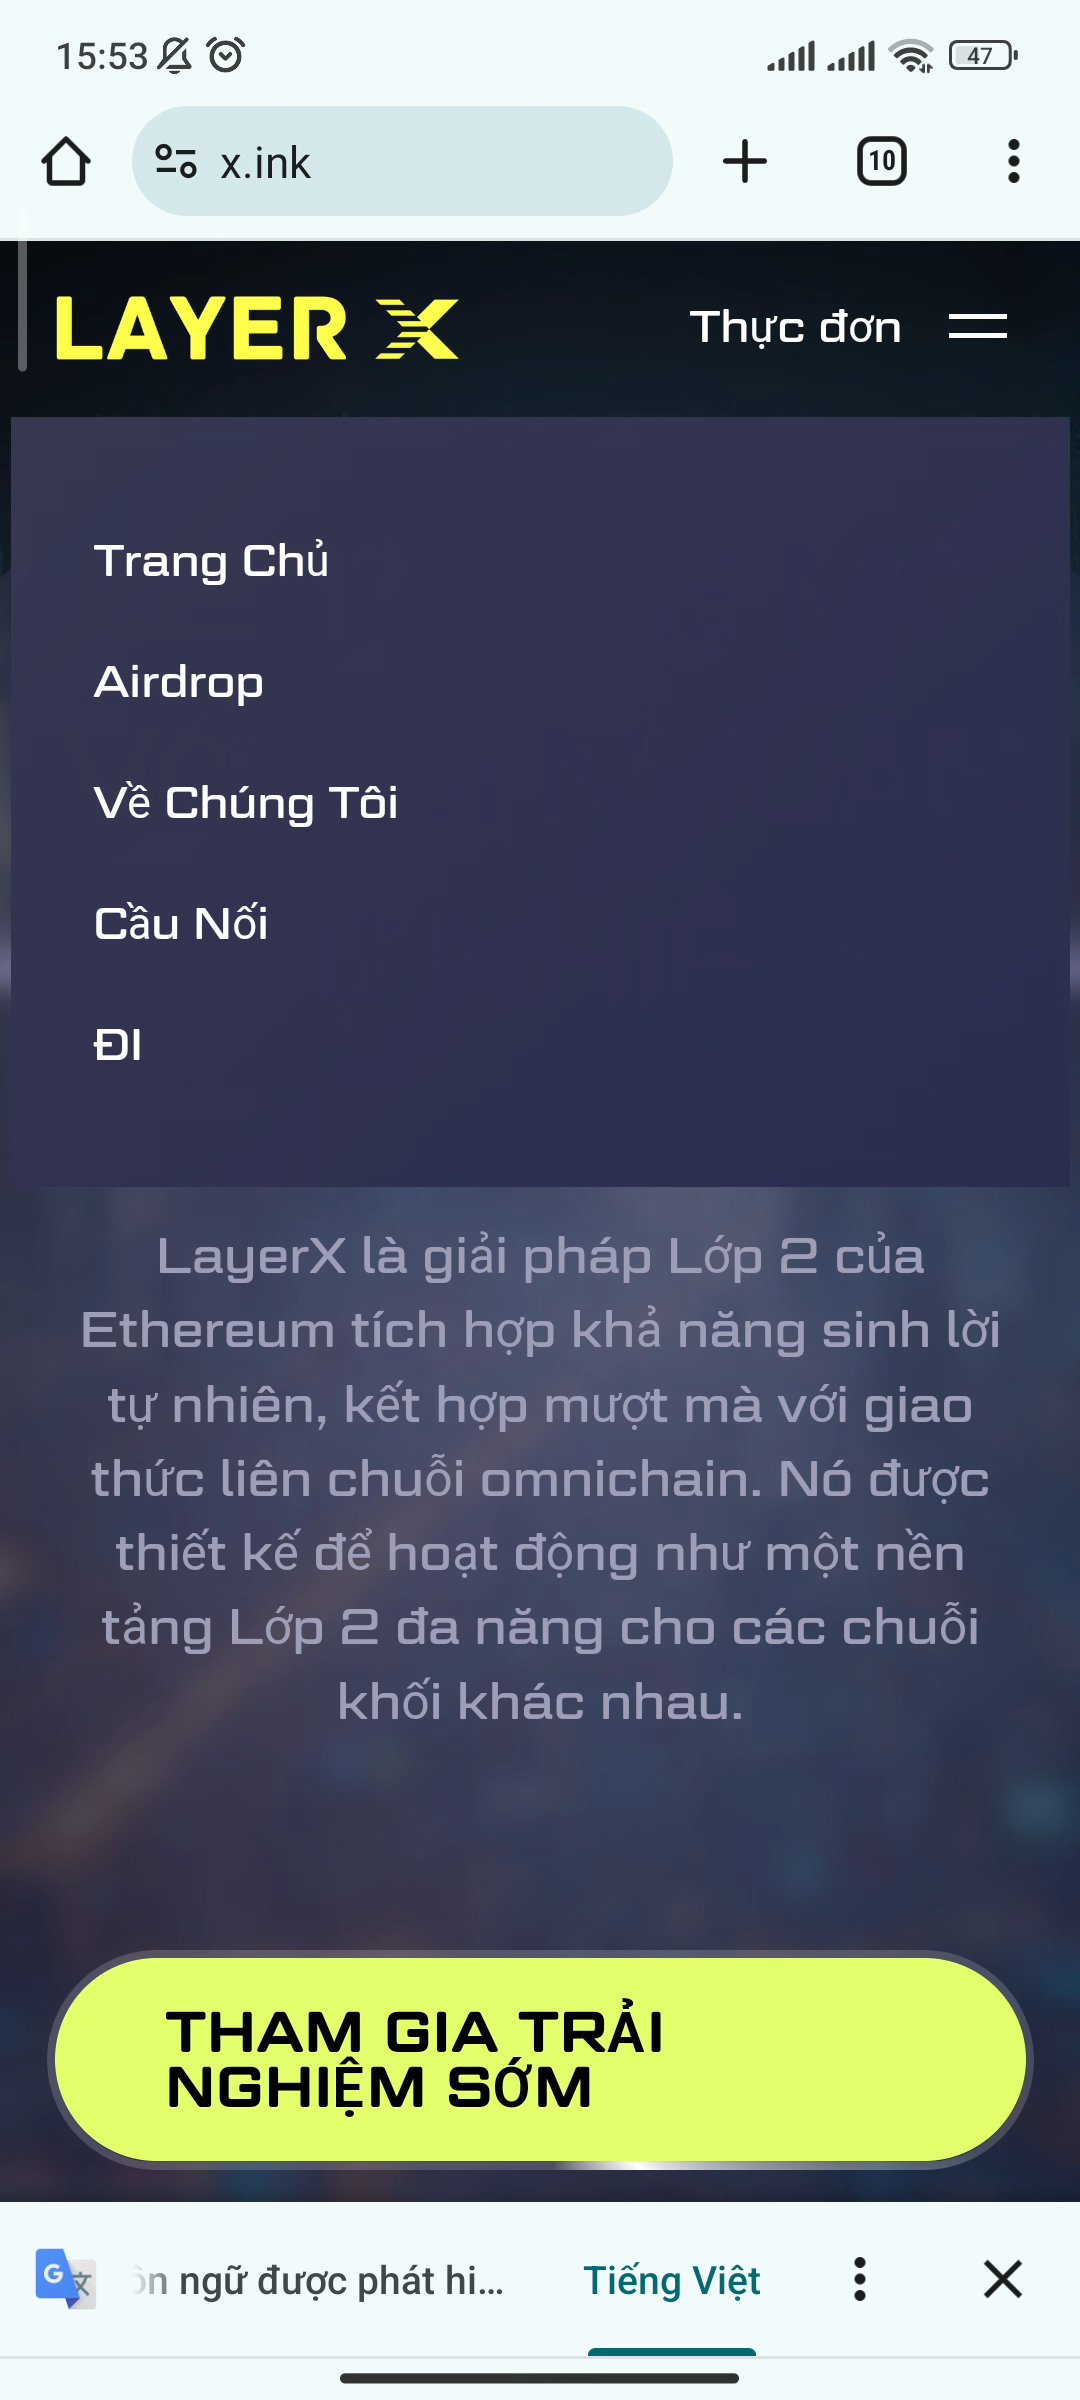 15:53
47
x.ink
10
LAYER X
Thực đơn
Trang Chủ
Airdrop
Về Chúng Tôi
Cầu Nối
ĐI
LayerX là giải pháp Lớp 2 của
Ethereum tích hợp khả năng sinh lời
tự nhiên, kết hợp mượt mà với giao
thức liên chuỗi omnichain. Nó được
thiết kế để hoạt động như một nền
tảng Lớp 2 đa năng cho các chuỗi
khối khác nhau.
THAM GIA TRẢI
NGHIỆM SỚM
ôn ngữ được phát hi... Tiếng Việt